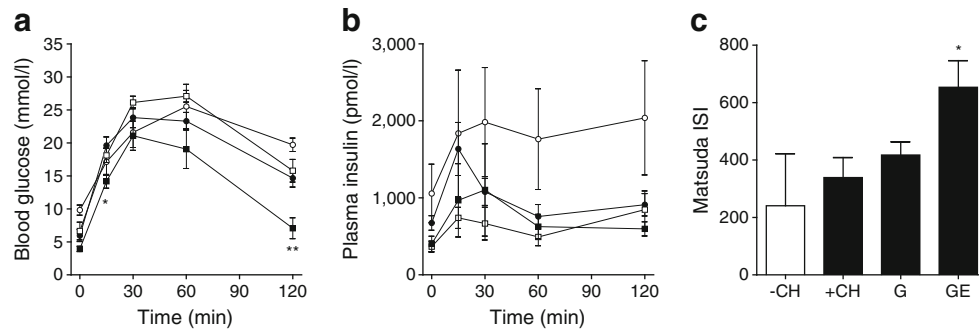 a
Blood glucose (mmol/l)
40
35
30
25
20
15
10
5
0
*
**
0 30 60 90 120
Time (min)
b
Plasma insulin (pmol/l)
3,000
2,000
1,000
0
0 30 60 90 120
Time (min)
c
Matsuda ISI
800
600
400
200
0
*
-CH +CH G GE